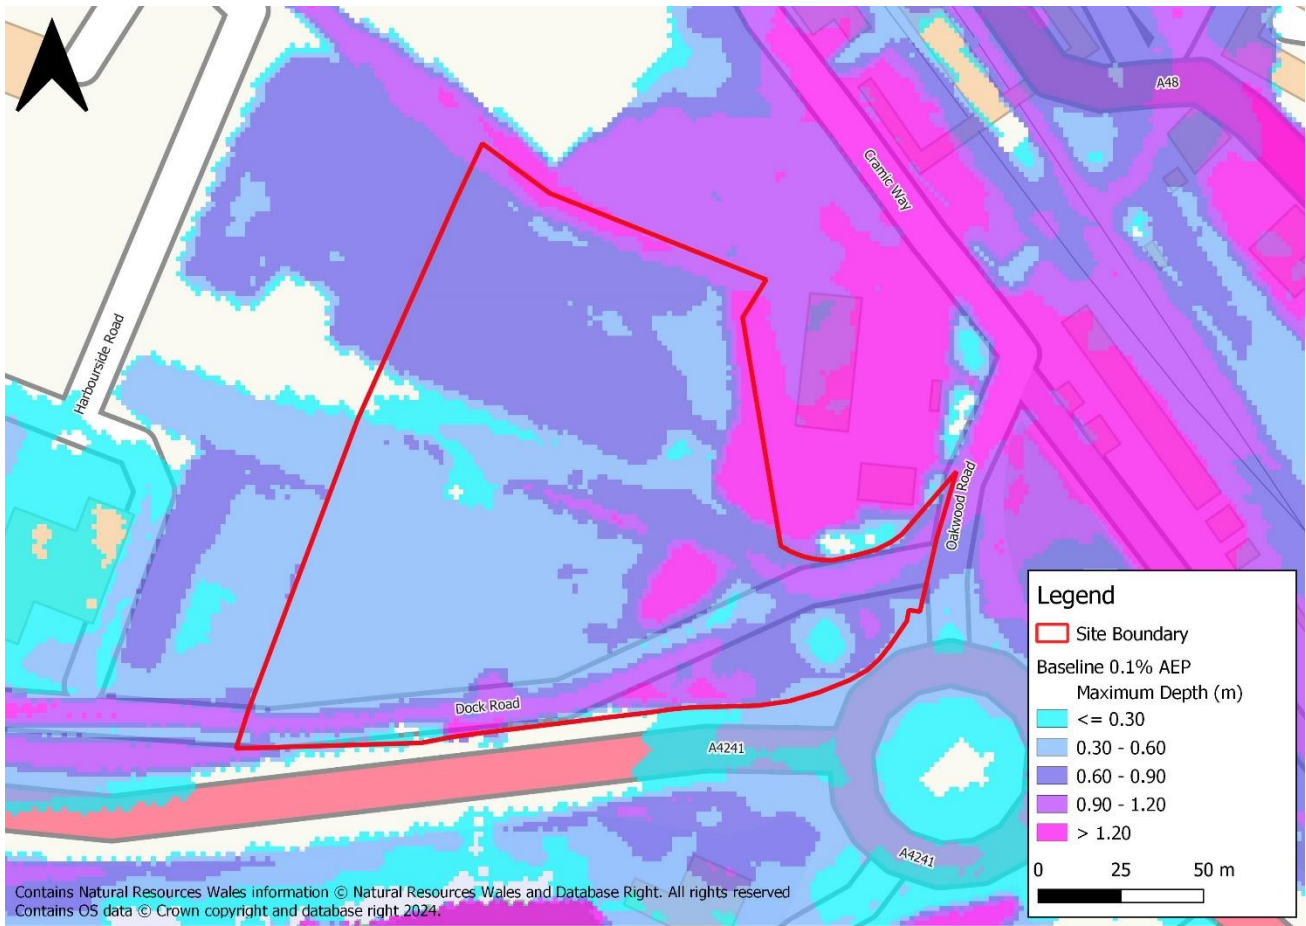 A48
Cramic Way
Harbourside Road
Oakwood Road
Dock Road
A4241
A4241
Legend
Site Boundary
Baseline 0.1% AEP
Maximum Depth (m)
<= 0.30
0.30 - 0.60
0.60 - 0.90
0.90 - 1.20
> 1.20
0 25 50 m
Contains Natural Resources Wales information © Natural Resources Wales and Database Right. All rights reserved
Contains OS data © Crown copyright and database right 2024.